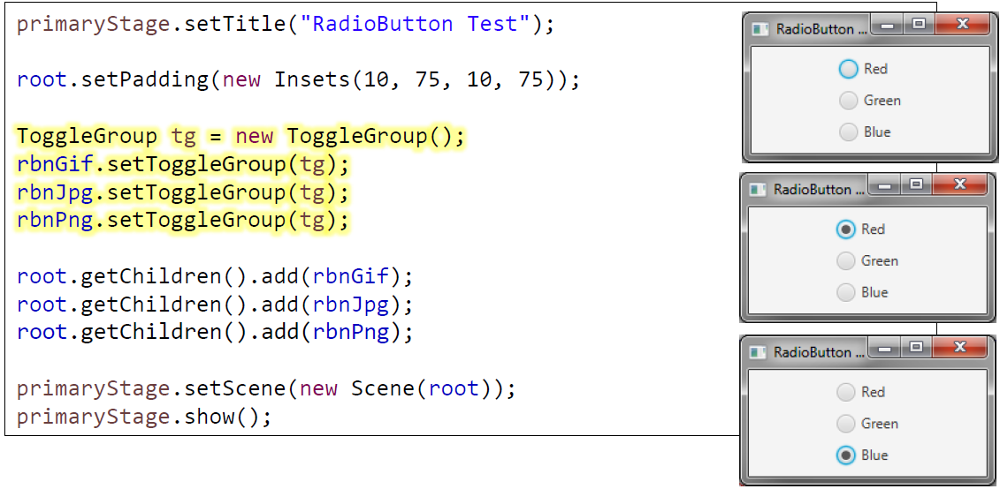 primaryStage.setTitle("RadioButton Test");
root.setPadding(new Insets(10, 75, 10, 75));
ToggleGroup tg = new ToggleGroup();
rbnGif.setToggleGroup(tg);
rbnJpg.setToggleGroup(tg);
rbnPng.setToggleGroup(tg);
root.getChildren().add(rbnGif);
root.getChildren().add(rbnJpg);
root.getChildren().add(rbnPng);
primaryStage.setScene(new Scene(root));
primaryStage.show();
RadioButton ...
Red
Green
Blue
RadioButton ...
Red
Green
Blue
RadioButton ...
Red
Green
Blue